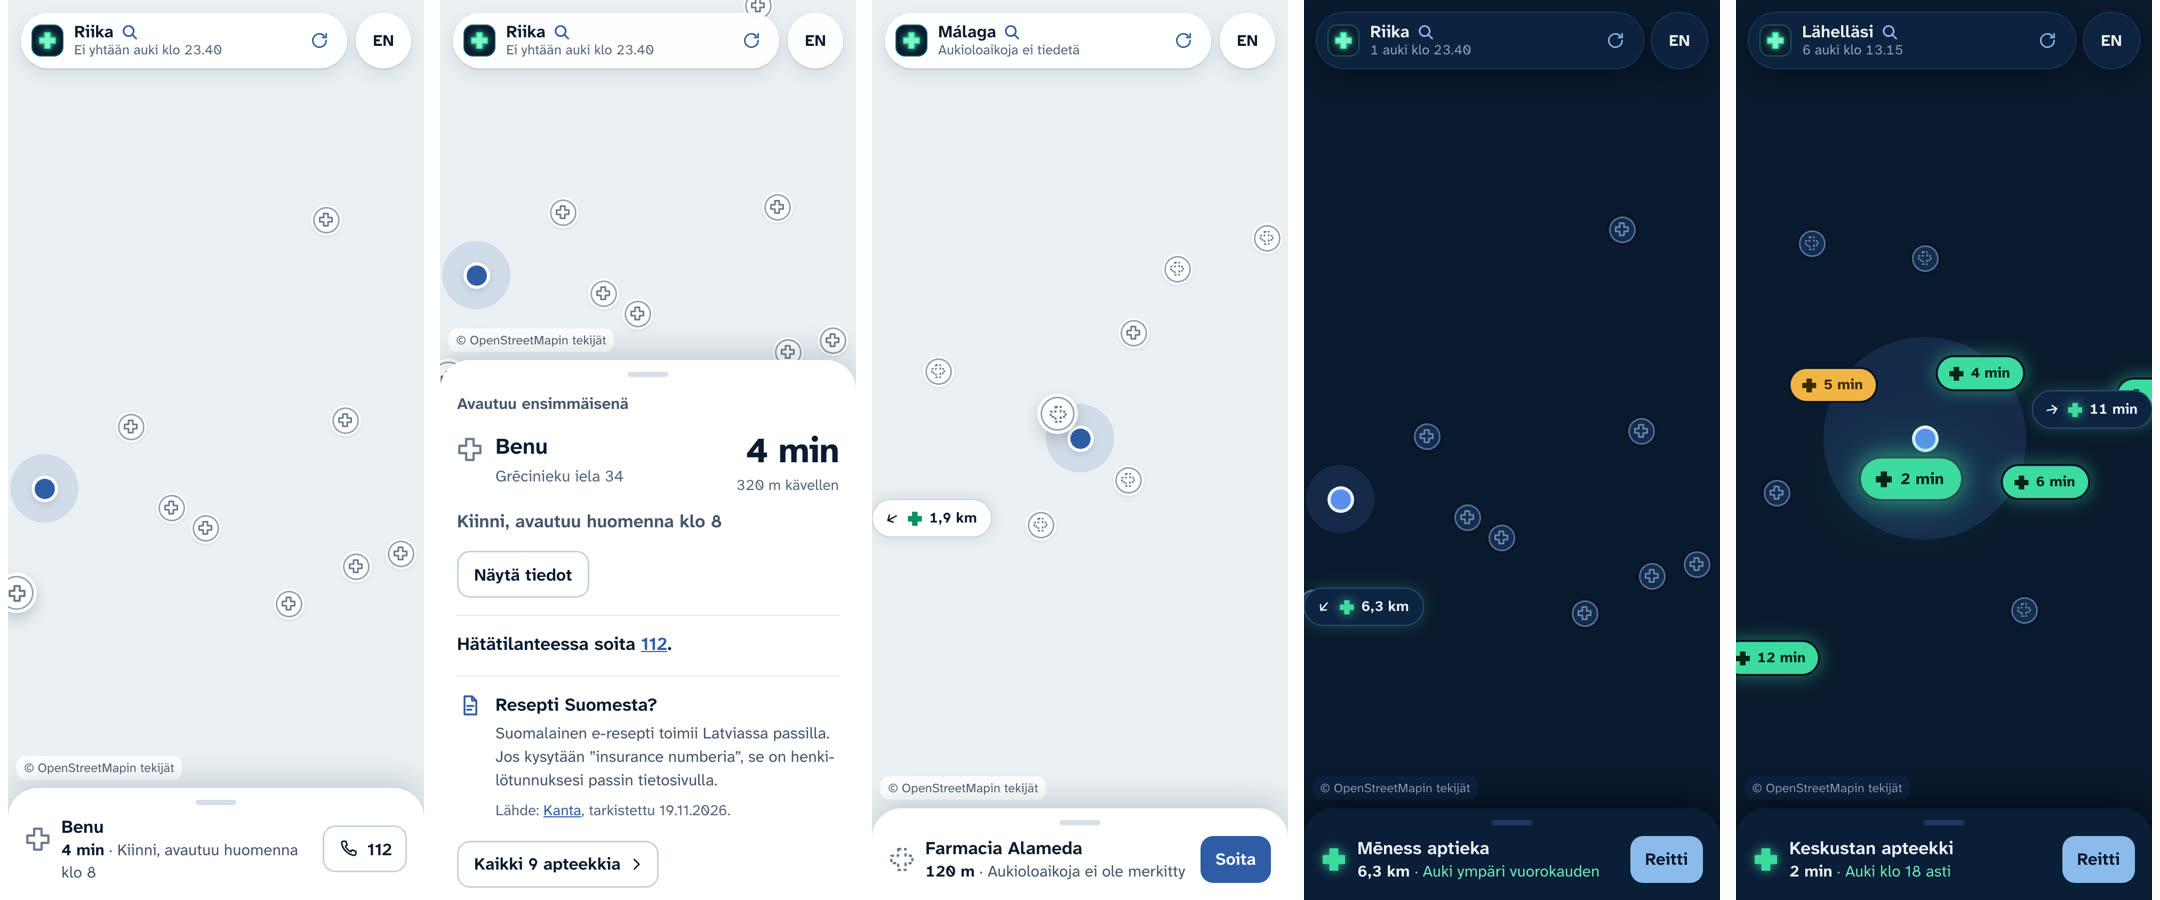 Riika
Ei yhtään auki klo 23.40
EN
© OpenStreetMapin tekijät
Benu
4 min · Kiinni, avautuu huomenna
klo 8
112
Riika
Ei yhtään auki klo 23.40
EN
© OpenStreetMapin tekijät
Avautuu ensimmäisenä
Benu
4 min
Grēcinieku iela 34
320 m kävellen
Kiinni, avautuu huomenna klo 8
Näytä tiedot
Hätätilanteessa soita 112.
Resepti Suomesta?
Suomalainen e-resepti toimii Latviassa passilla.
Jos kysytään ”insurance numberia”, se on henki-
lötunnuksesi passin tietosivulla.
Lähde: Kanta, tarkistettu 19.11.2026.
Kaikki 9 apteekkia
Málaga
Aukioloaikoja ei tiedetä
EN
1,9 km
© OpenStreetMapin tekijät
Farmacia Alameda
120 m · Aukioloaikoja ei ole merkitty
Soita
Riika
1 auki klo 23.40
EN
6,3 km
© OpenStreetMapin tekijät
Mēness aptieka
6,3 km · Auki ympäri vuorokauden
Reitti
Lähelläsi
6 auki klo 13.15
EN
4 min
5 min
11 min
2 min
6 min
12 min
© OpenStreetMapin tekijät
Keskustan apteekki
2 min · Auki klo 18 asti
Reitti